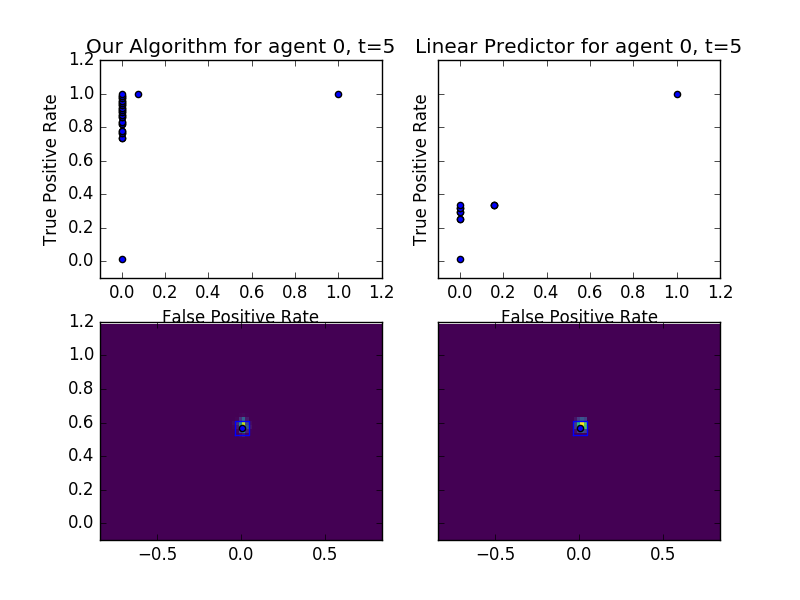 Our Algorithm for agent 0, t=5
Linear Predictor for agent 0, t=5
True Positive Rate
1.2
1.0
0.8
0.6
0.4
0.2
0.0
0.0 0.2 0.4 0.6 0.8 1.0 1.2
False Positive Rate
True Positive Rate
0.0 0.2 0.4 0.6 0.8 1.0 1.2
False Positive Rate
1.2
1.0
0.8
0.6
0.4
0.2
0.0
−0.5 0.0 0.5
−0.5 0.0 0.5